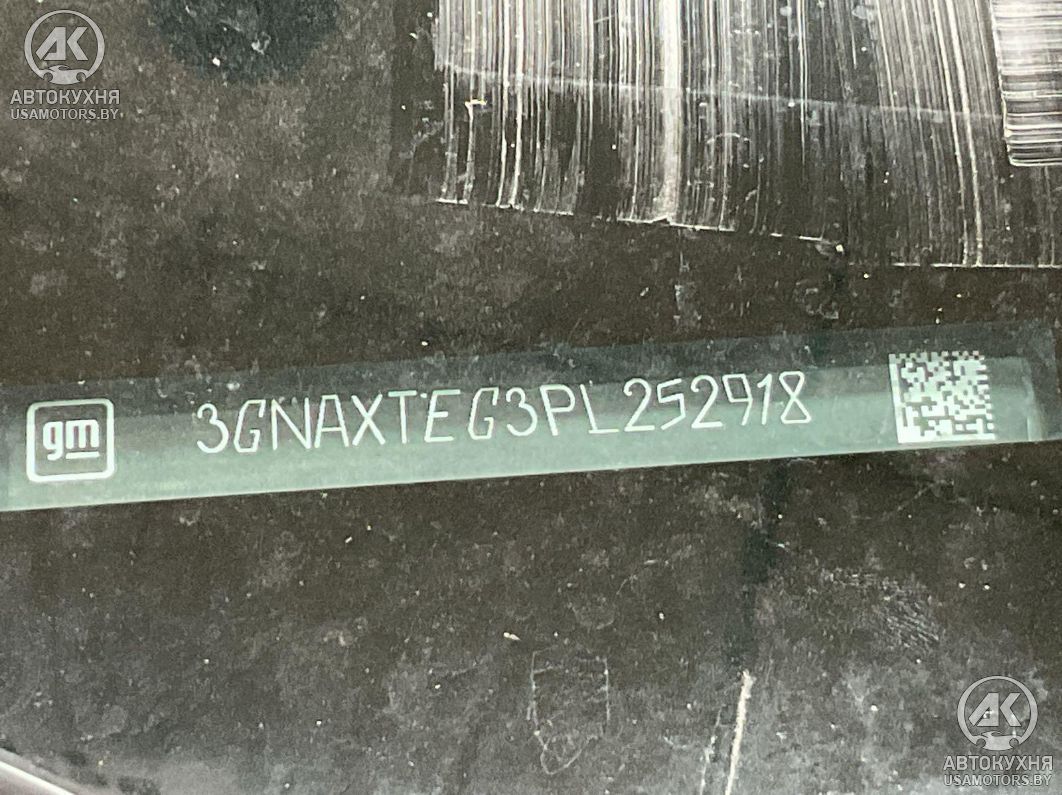 АК
АВТОКУХНЯ
USAMOTORS.BY
gm 3GNAXTEG3PL252918
АК
АВТОКУХНЯ
USAMOTORS.BY